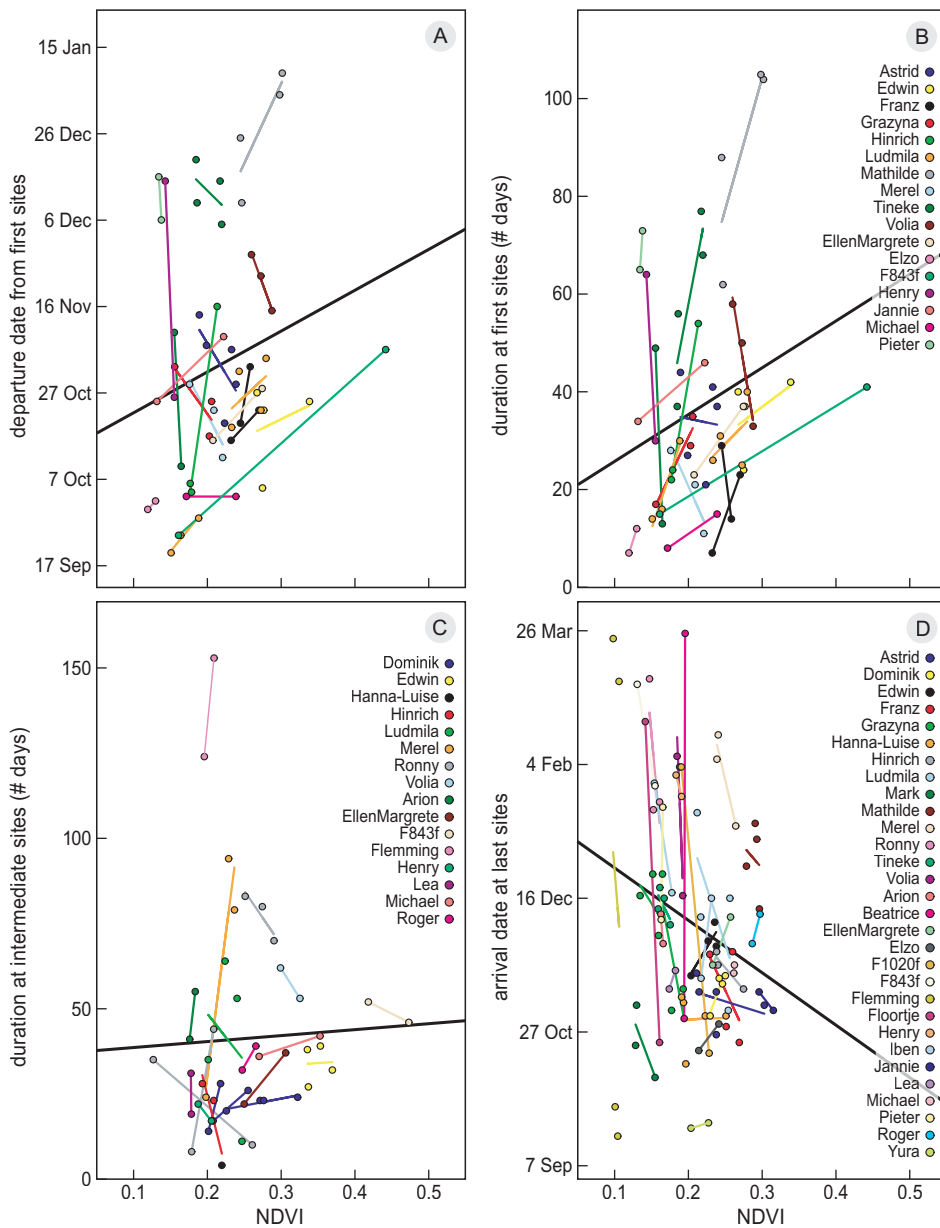 A
15 Jan
26 Dec
6 Dec
16 Nov
27 Oct
7 Oct
17 Sep
departure date from first sites
B
100
80
60
40
20
0
duration at first sites (# days)
Astrid
Edwin
Franz
Grazyna
Hinrich
Ludmila
Mathilde
Merel
Tineke
Volia
EllenMargrete
Elzo
F843f
Henry
Jannie
Michael
Pieter
C
150
100
50
0
duration at intermediate sites (# days)
Dominik
Edwin
Hanna-Luise
Hinrich
Ludmila
Merel
Ronny
Volia
Arion
EllenMargrete
F843f
Flemming
Henry
Lea
Michael
Roger
0.1 0.2 0.3 0.4 0.5
NDVI
D
26 Mar
4 Feb
16 Dec
27 Oct
7 Sep
arrival date at last sites
Astrid
Dominik
Edwin
Franz
Grazyna
Hanna-Luise
Hinrich
Ludmila
Mark
Mathilde
Merel
Ronny
Tineke
Volia
Arion
Beatrice
EllenMargrete
Elzo
F1020f
F843f
Flemming
Floortje
Henry
Iben
Jannie
Lea
Michael
Pieter
Roger
Yura
0.1 0.2 0.3 0.4 0.5
NDVI